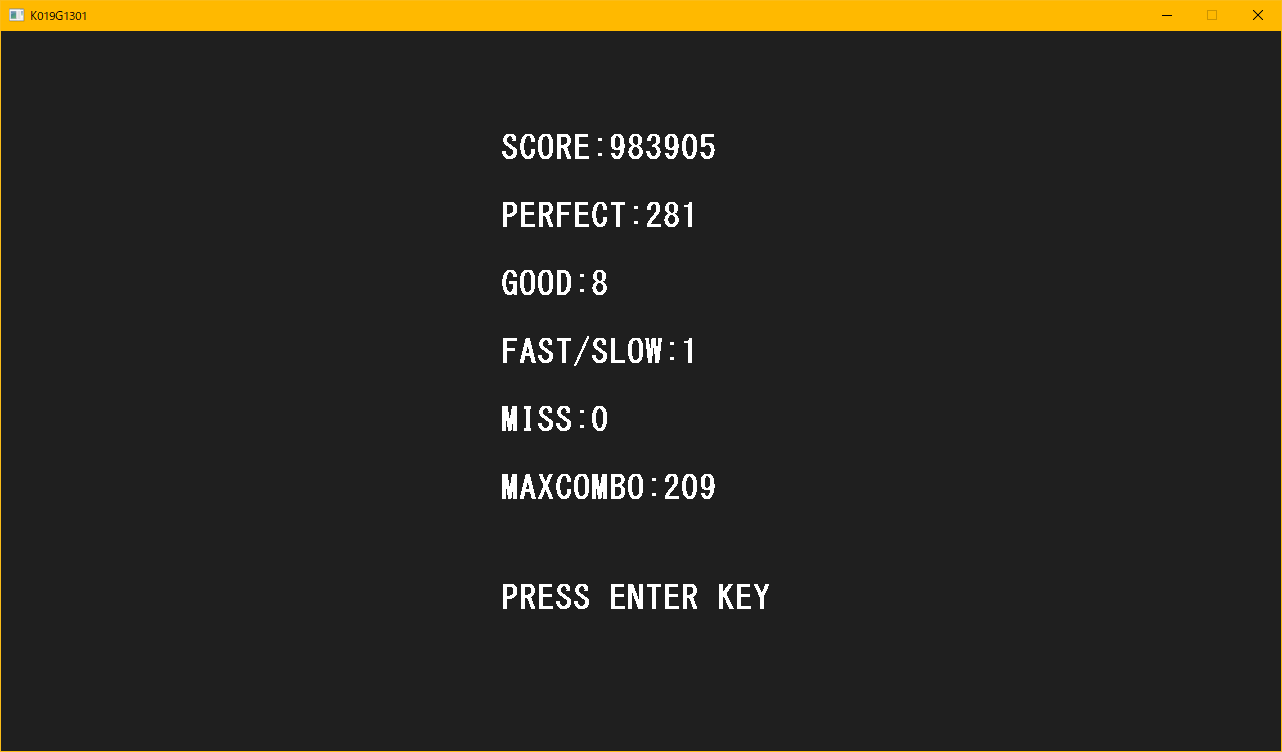 K019G1301
SCORE:983905
PERFECT:281
GOOD:8
FAST/SLOW:1
MISS:0
MAXCOMBO:209
PRESS ENTER KEY